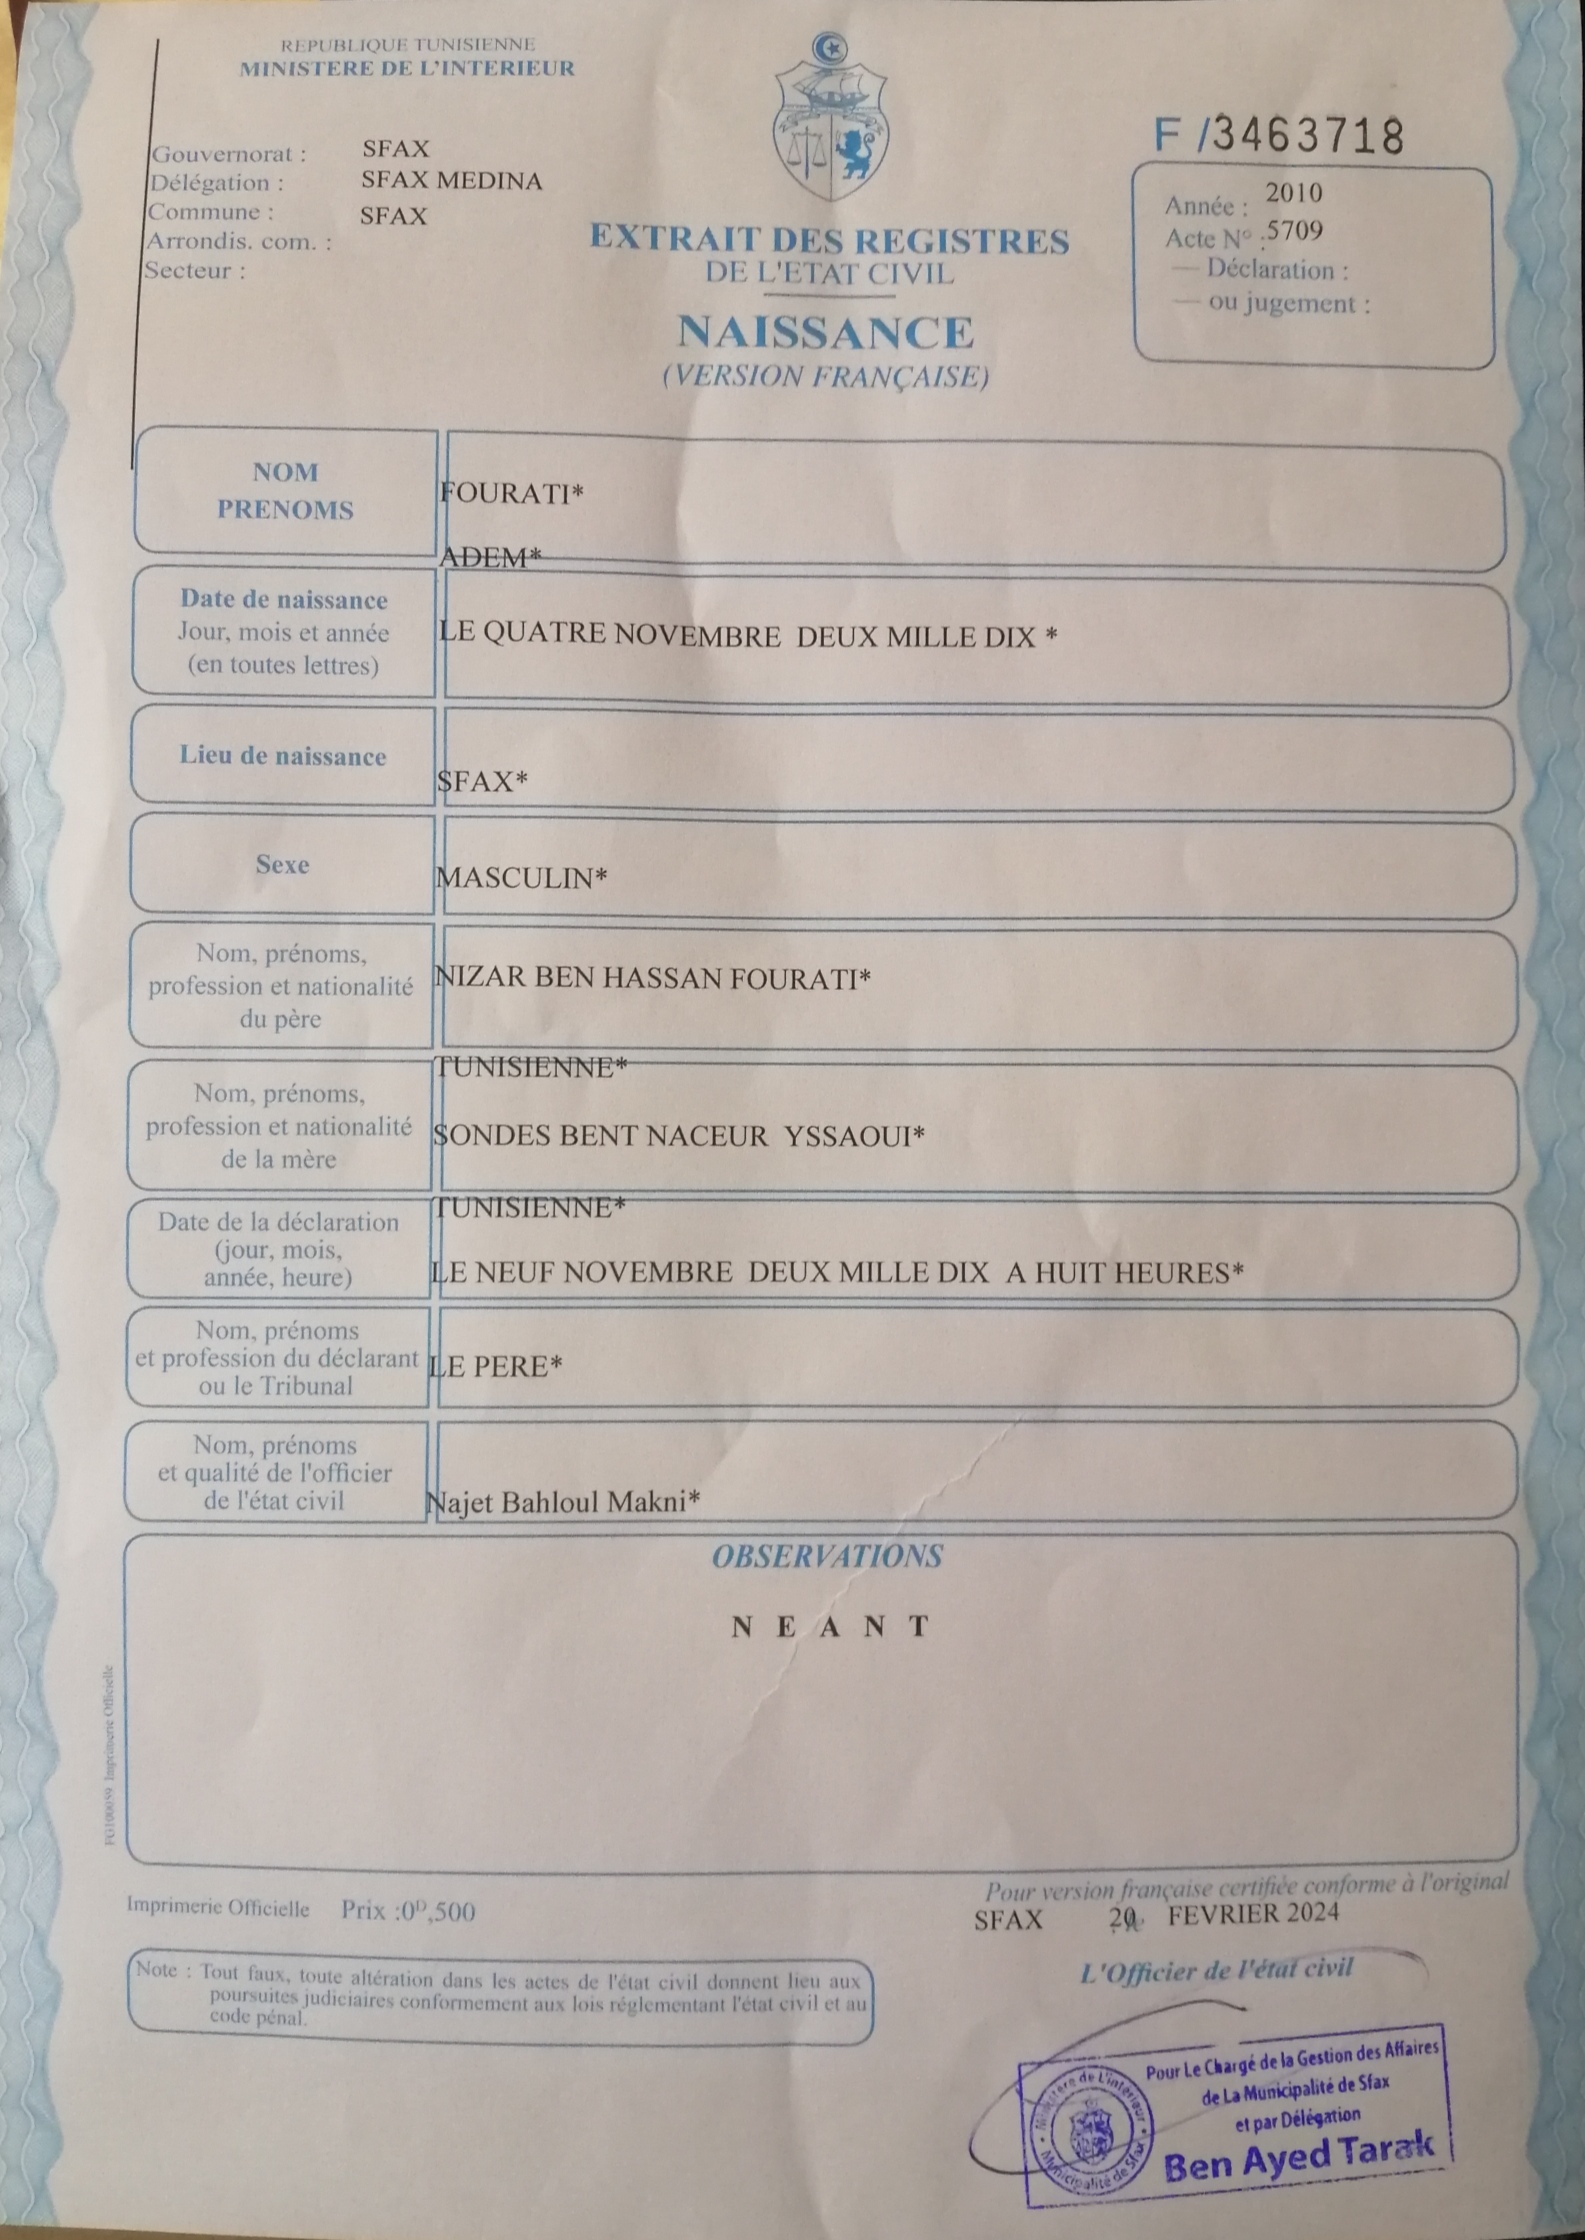 REPUBLIQUE TUNISIENNE
MINISTERE DE L'INTERIEUR
Gouvernorat : SFAX
Délégation : SFAX MEDINA
Commune : SFAX
Arrondis. com. :
Secteur :
F /3463718
Année : 2010
Acte N° : 5709
— Déclaration :
— ou jugement :
EXTRAIT DES REGISTRES
DE L'ETAT CIVIL
NAISSANCE
(VERSION FRANÇAISE)
NOM
PRENOMS
FOURATI*
ADEM*
Date de naissance
Jour, mois et année
(en toutes lettres)
LE QUATRE NOVEMBRE DEUX MILLE DIX *
Lieu de naissance
SFAX*
Sexe
MASCULIN*
Nom, prénoms,
profession et nationalité
du père
NIZAR BEN HASSAN FOURATI*
TUNISIENNE*
Nom, prénoms,
profession et nationalité
de la mère
SONDES BENT NACEUR YSSAOUI*
TUNISIENNE*
Date de la déclaration
(jour, mois,
année, heure)
LE NEUF NOVEMBRE DEUX MILLE DIX A HUIT HEURES*
Nom, prénoms
et profession du déclarant
ou le Tribunal
LE PERE*
Nom, prénoms
et qualité de l'officier
de l'état civil
Najet Bahloul Makni*
OBSERVATIONS
N E A N T
FG100059 Imprimerie Officielle
Imprimerie Officielle Prix :0D,500
Pour version française certifiée conforme à l'original
SFAX 20 FEVRIER 2024
L'Officier de l'état civil
Note : Tout faux, toute altération dans les actes de l'état civil donnent lieu aux
poursuites judiciaires conformement aux lois réglementant l'état civil et au
code pénal.
Pour Le Chargé de la Gestion des Affaires
de La Municipalité de Sfax
et par Délégation
Ben Ayed Tarak
Ministère de L'intérieur
Municipalité de Sfax